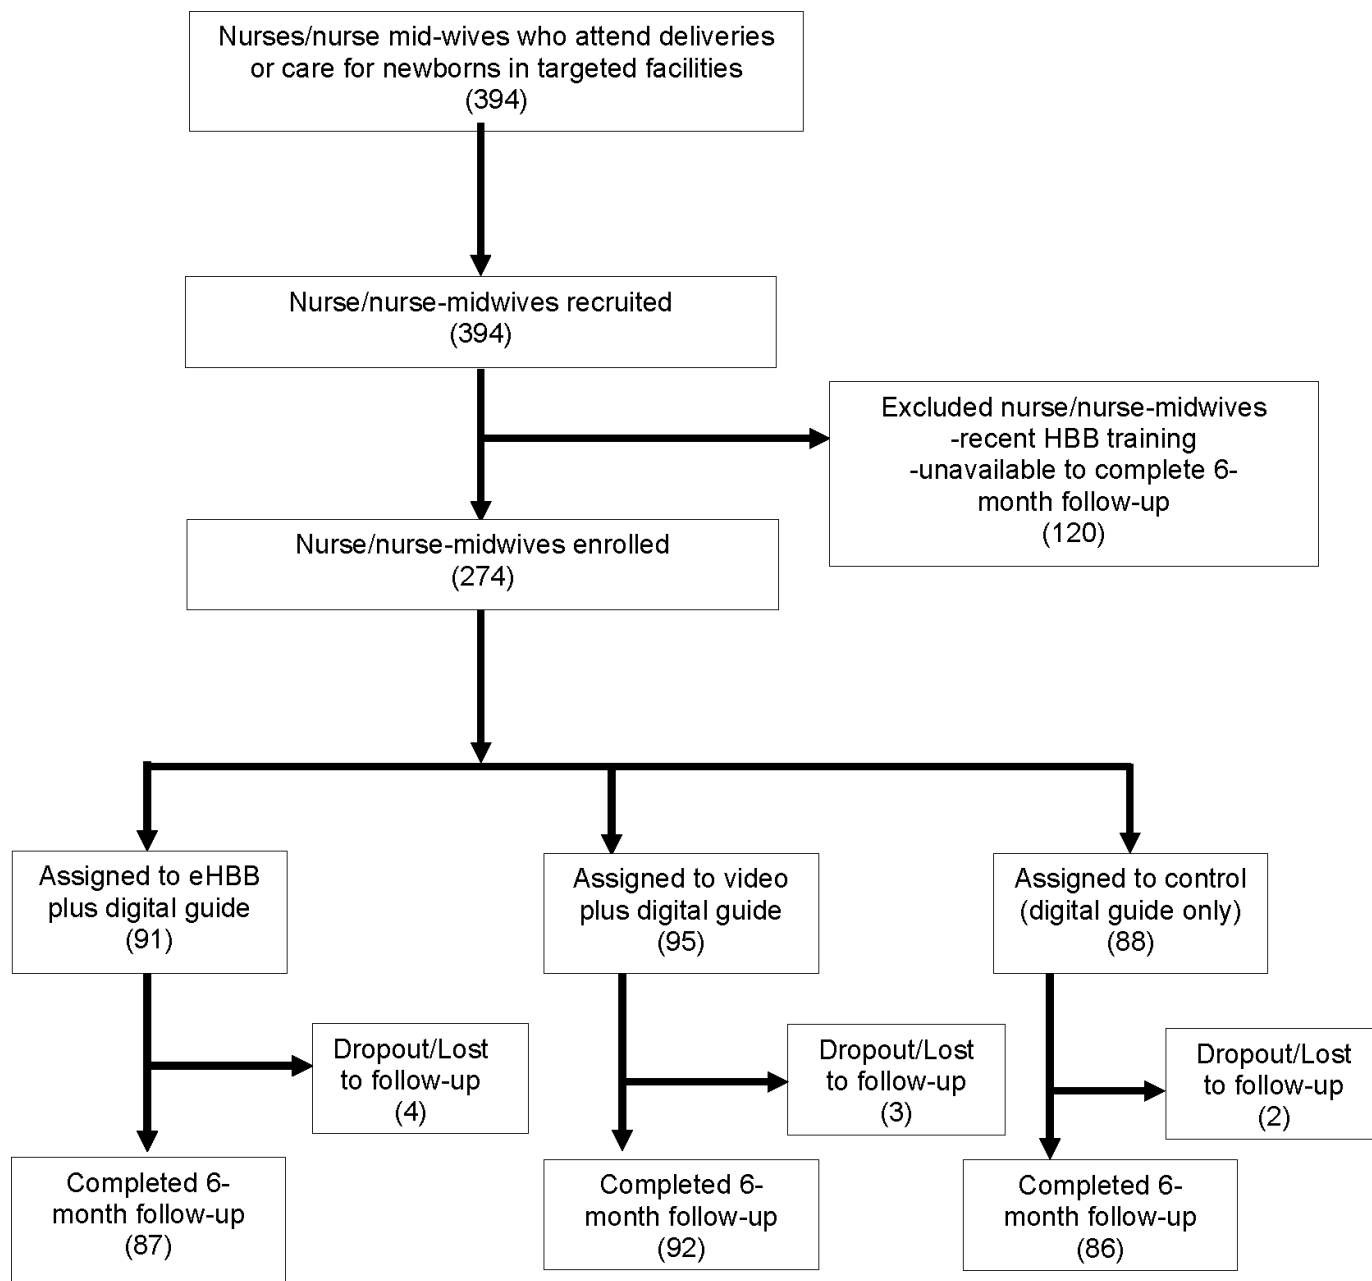 Nurses/nurse mid-wives who attend deliveries
or care for newborns in targeted facilities
(394)
Nurse/nurse-midwives recruited
(394)
Excluded nurse/nurse-midwives
-recent HBB training
-unavailable to complete 6-
month follow-up
(120)
Nurse/nurse-midwives enrolled
(274)
Assigned to eHBB
plus digital guide
(91)
Assigned to video
plus digital guide
(95)
Assigned to control
(digital guide only)
(88)
Dropout/Lost
to follow-up
(4)
Dropout/Lost
to follow-up
(3)
Dropout/Lost
to follow-up
(2)
Completed 6-
month follow-up
(87)
Completed 6-
month follow-up
(92)
Completed 6-
month follow-up
(86)